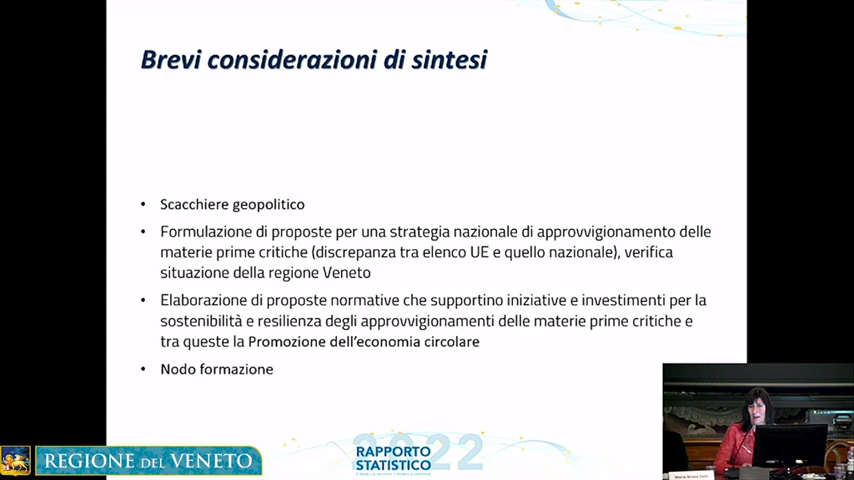 Brevi considerazioni di sintesi
• Scacchiere geopolitico
• Formulazione di proposte per una strategia nazionale di approvvigionamento delle
materie prime critiche (discrepanza tra elenco UE e quello nazionale), verifica
situazione della regione Veneto
• Elaborazione di proposte normative che supportino iniziative e investimenti per la
sostenibilità e resilienza degli approvvigionamenti delle materie prime critiche e
tra queste la Promozione dell’economia circolare
• Nodo formazione
2022
RAPPORTO
STATISTICO
REGIONE DEL VENETO